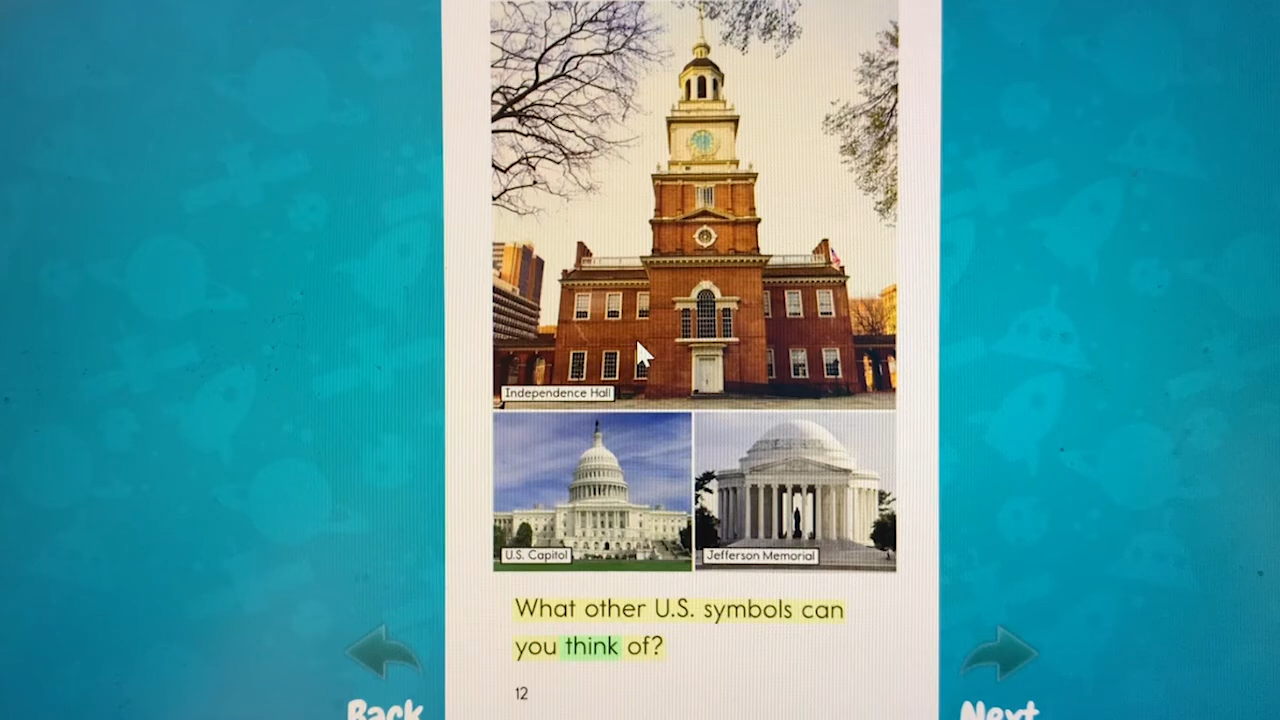 Independence Hall
U.S. Capitol
Jefferson Memorial
What other U.S. symbols can
you think of?
12
Back
Next